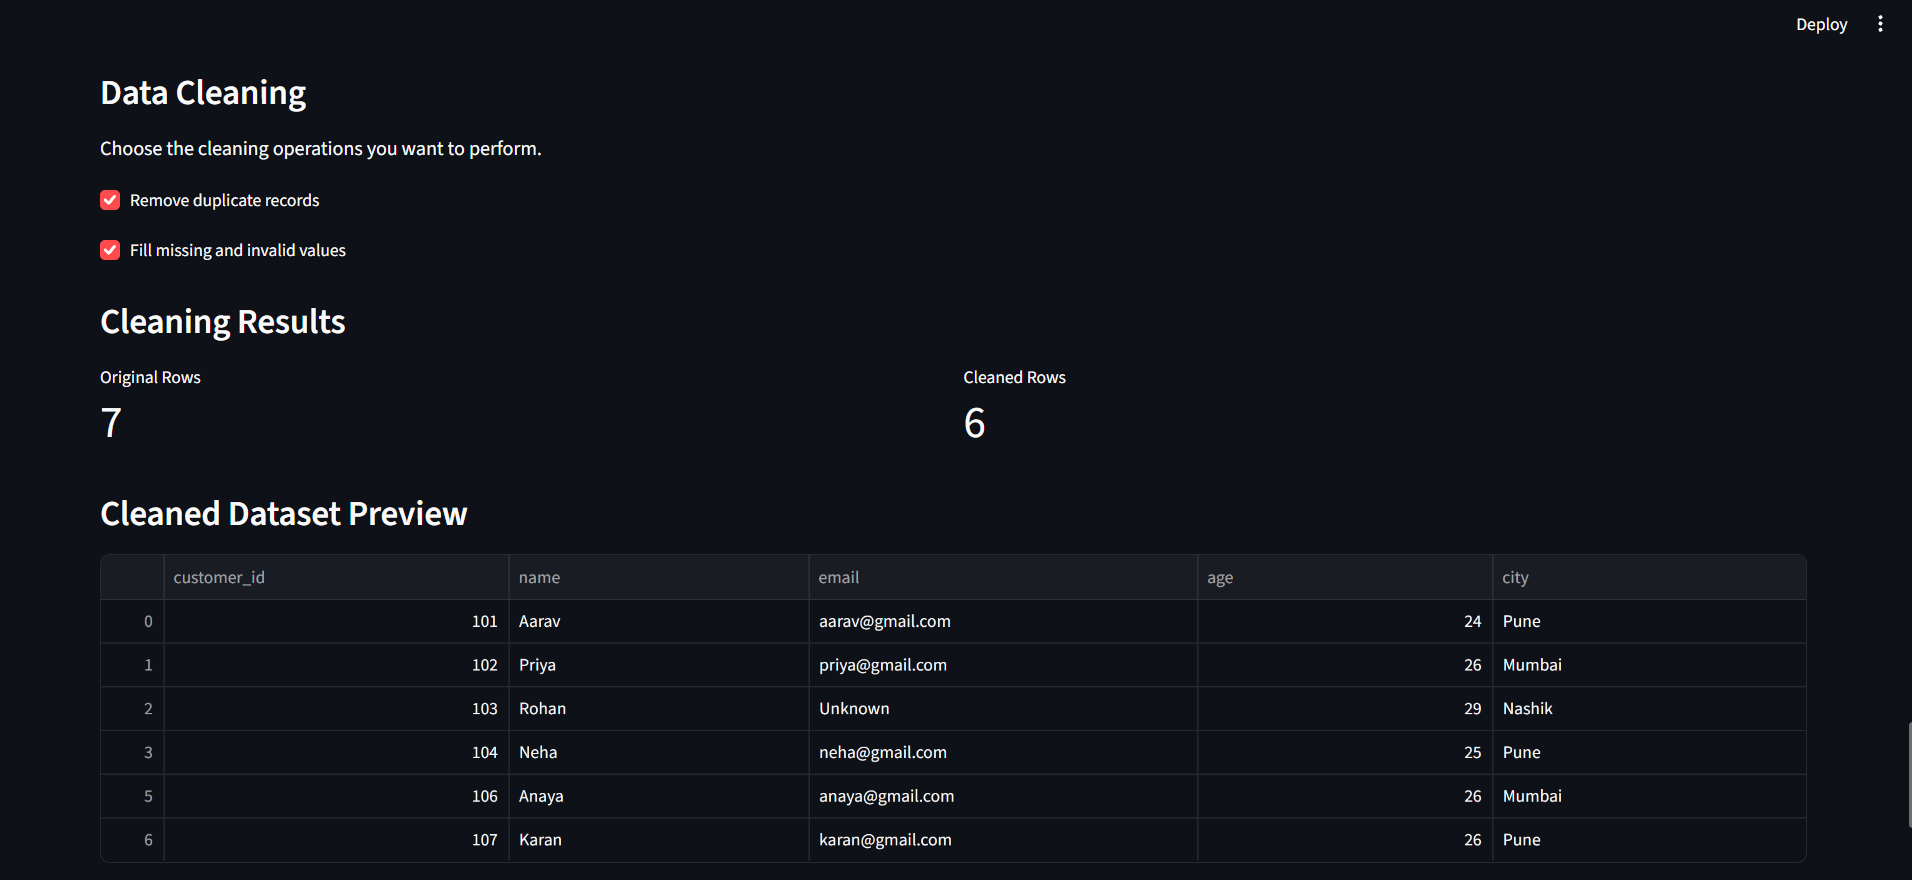 Deploy
Data Cleaning
Choose the cleaning operations you want to perform.
Remove duplicate records
Fill missing and invalid values
Cleaning Results
Original Rows Cleaned Rows
7 6
Cleaned Dataset Preview
customer_id name email age city
0 101 Aarav aarav@gmail.com 24 Pune
1 102 Priya priya@gmail.com 26 Mumbai
2 103 Rohan Unknown 29 Nashik
3 104 Neha neha@gmail.com 25 Pune
5 106 Anaya anaya@gmail.com 26 Mumbai
6 107 Karan karan@gmail.com 26 Pune